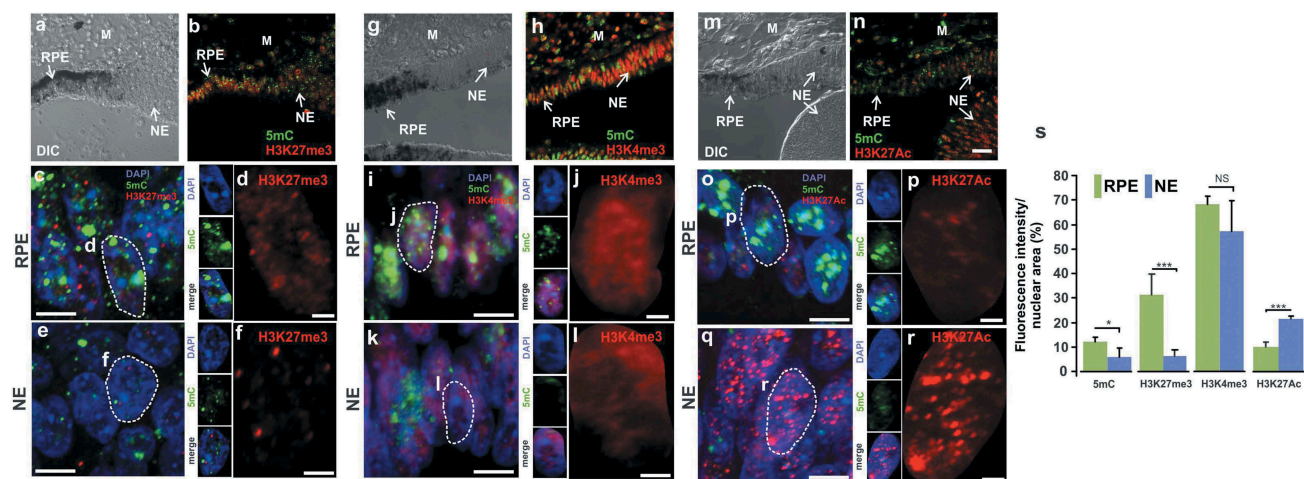 a
M
RPE
NE
DIC
b
M
RPE
NE
5mC
H3K27me3
g
M
NE
RPE
h
M
NE
RPE
5mC
H3K4me3
m
M
NE
RPE
DIC
n
M
NE
RPE
5mC
H3K27Ac
RPE
c
DAPI
5mC
H3K27me3
d
DAPI
5mC
merge
d
H3K27me3
i
DAPI
5mC
H3K4me3
j
DAPI
5mC
merge
j
H3K4me3
RPE
o
DAPI
5mC
H3K27Ac
p
DAPI
5mC
merge
p
H3K27Ac
RPE
NE
e
f
DAPI
5mC
merge
f
H3K27me3
NE
k
l
DAPI
5mC
merge
l
H3K4me3
NE
q
r
DAPI
5mC
merge
r
H3K27Ac
s
RPE NE
Fluorescence intensity/
nuclear area (%)
80
70
60
50
40
30
20
10
0
*
***
NS
***
5mC H3K27me3 H3K4me3 H3K27Ac